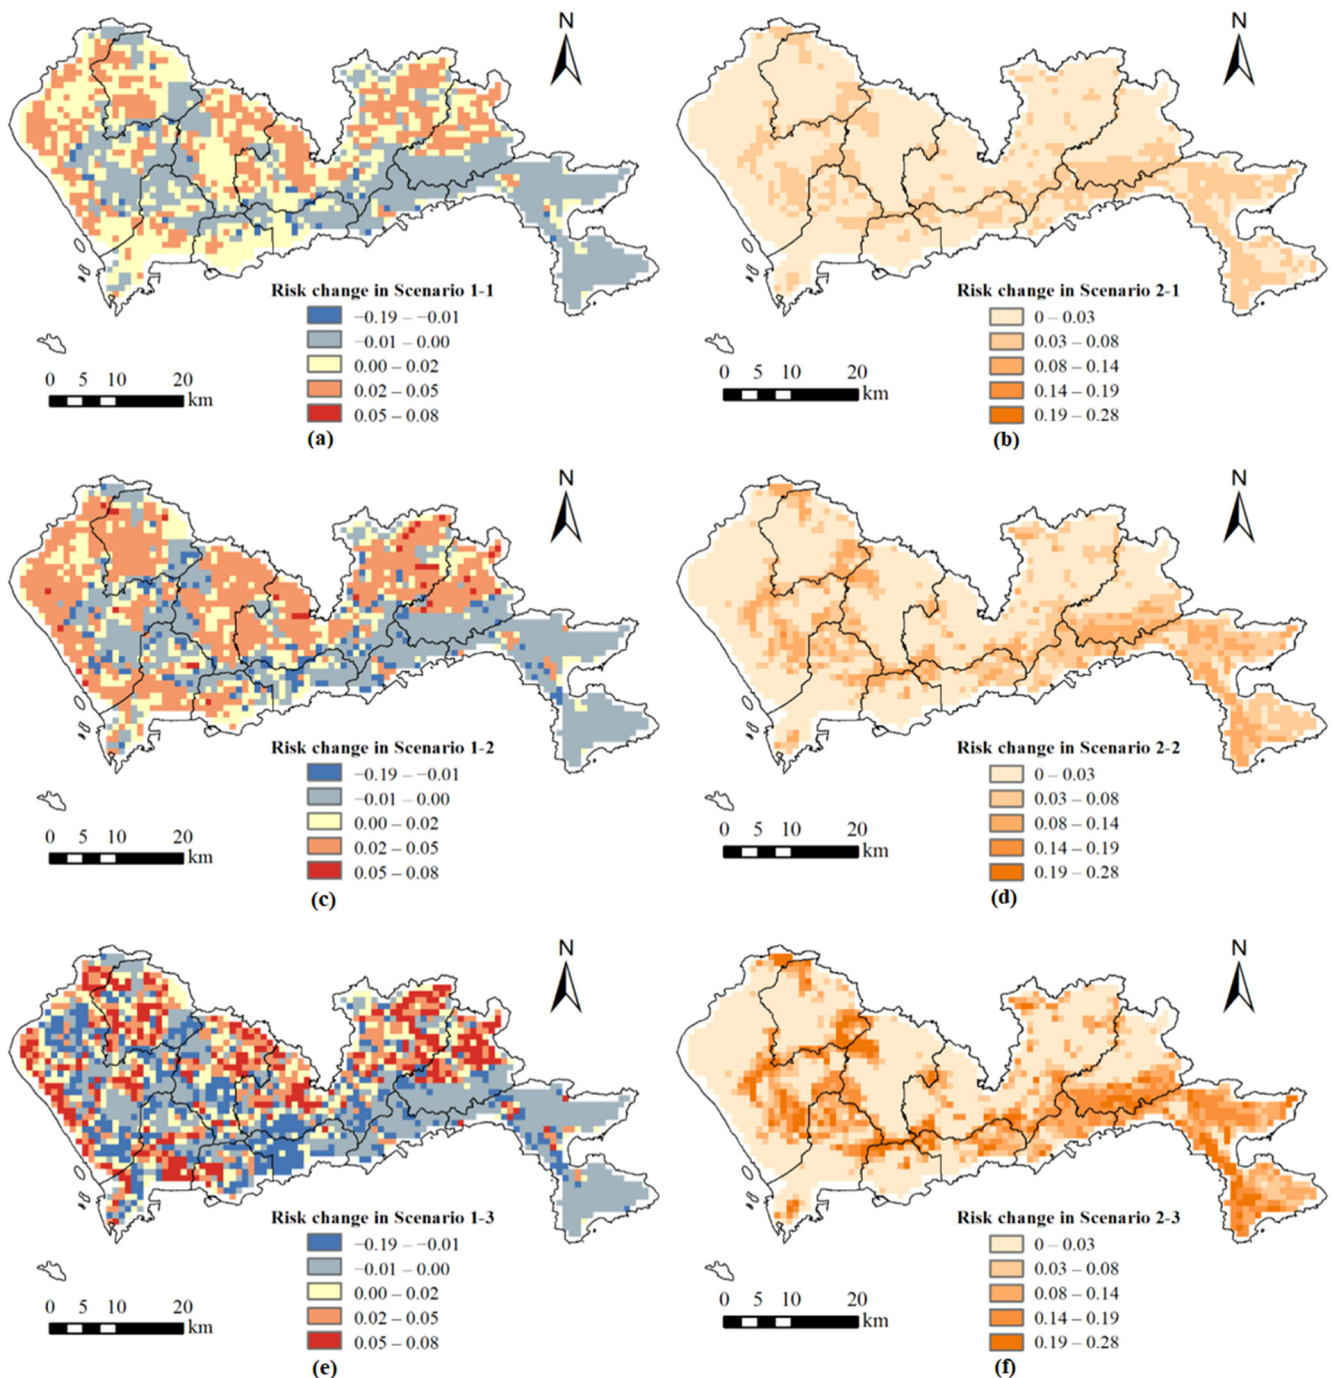 N
Risk change in Scenario 1-1
−0.19 – −0.01
−0.01 – 0.00
0.00 – 0.02
0.02 – 0.05
0.05 – 0.08
0 5 10 20
km
(a)
N
Risk change in Scenario 2-1
0 – 0.03
0.03 – 0.08
0.08 – 0.14
0.14 – 0.19
0.19 – 0.28
0 5 10 20
km
(b)
N
Risk change in Scenario 1-2
−0.19 – −0.01
−0.01 – 0.00
0.00 – 0.02
0.02 – 0.05
0.05 – 0.08
0 5 10 20
km
(c)
N
Risk change in Scenario 2-2
0 – 0.03
0.03 – 0.08
0.08 – 0.14
0.14 – 0.19
0.19 – 0.28
0 5 10 20
km
(d)
N
Risk change in Scenario 1-3
−0.19 – −0.01
−0.01 – 0.00
0.00 – 0.02
0.02 – 0.05
0.05 – 0.08
0 5 10 20
km
(e)
N
Risk change in Scenario 2-3
0 – 0.03
0.03 – 0.08
0.08 – 0.14
0.14 – 0.19
0.19 – 0.28
0 5 10 20
km
(f)